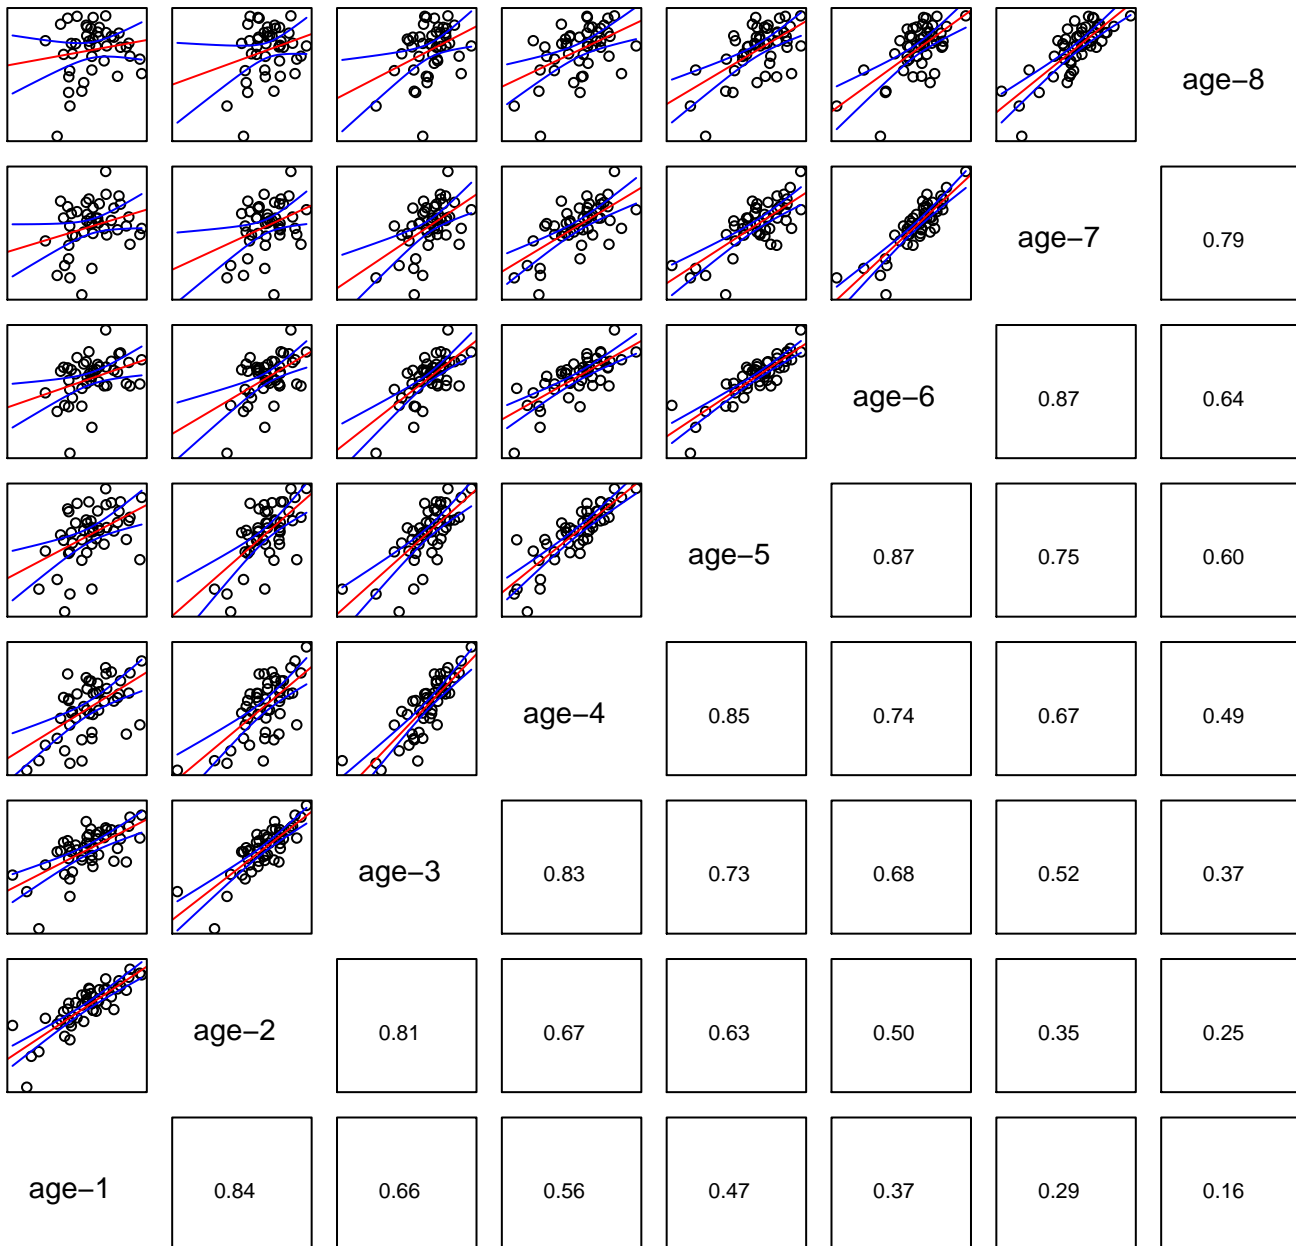 age−8
age−7 0.79
age−6 0.87 0.64
age−5 0.87 0.75 0.60
age−4 0.85 0.74 0.67 0.49
age−3 0.83 0.73 0.68 0.52 0.37
age−2 0.81 0.67 0.63 0.50 0.35 0.25
age−1 0.84 0.66 0.56 0.47 0.37 0.29 0.16